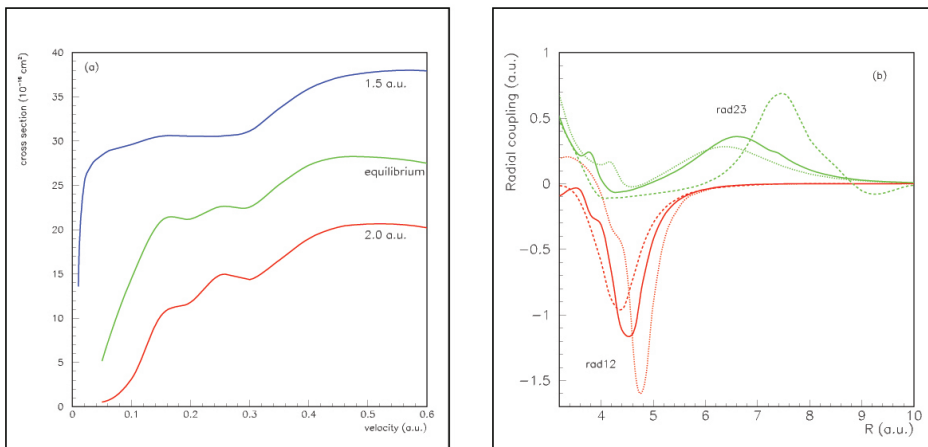 (a)
cross section (10⁻¹⁶ cm²)
40
35
30
25
20
15
10
5
0
1.5 a.u.
equilibrium
2.0 a.u.
0 0.1 0.2 0.3 0.4 0.5 0.6
velocity (a.u.)
(b)
Radial coupling (a.u.)
1
0.5
0
−0.5
−1
−1.5
rad23
rad12
4 5 6 7 8 9 10
R (a.u.)